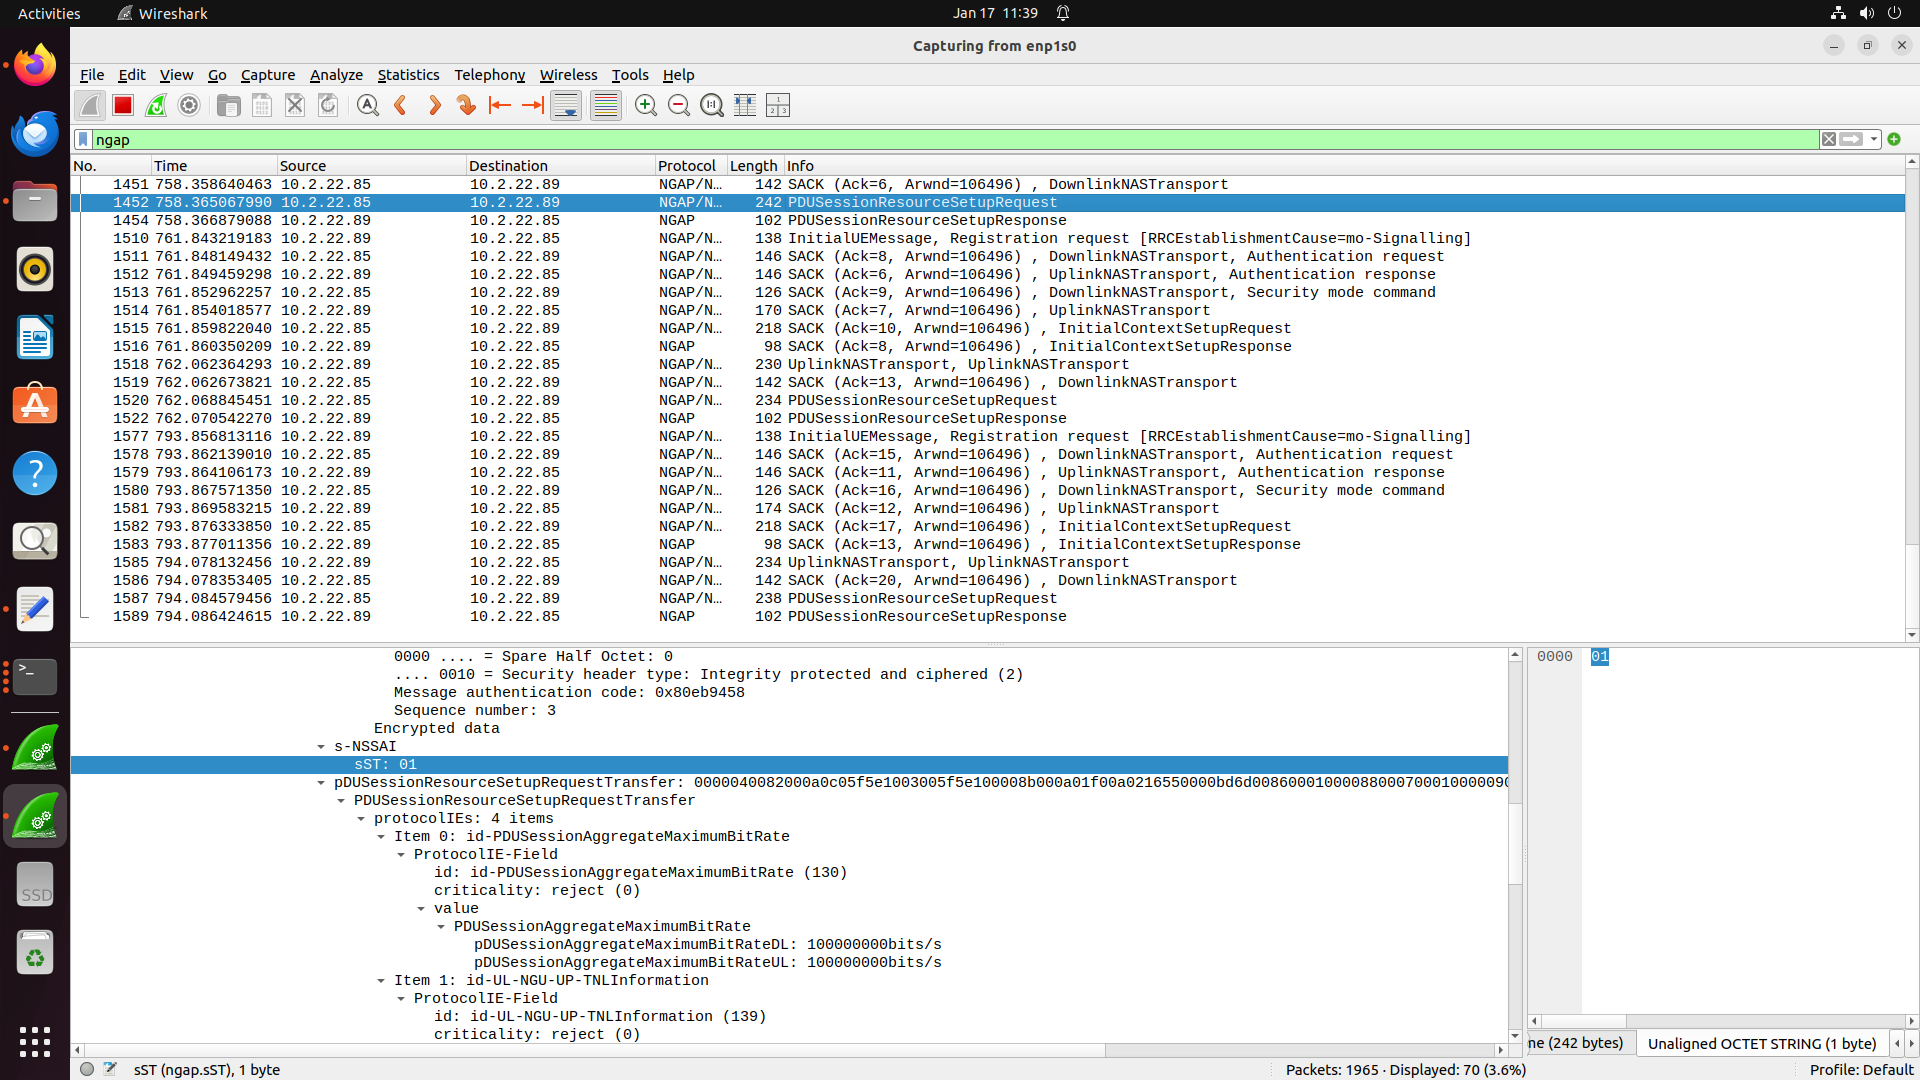 Activities Wireshark Jan 17 11:39
Capturing from enp1s0
File Edit View Go Capture Analyze Statistics Telephony Wireless Tools Help
ngap
No. Time Source Destination Protocol Length Info
1451 758.358640463 10.2.22.85 10.2.22.89 NGAP/N… 142 SACK (Ack=6, Arwnd=106496) , DownlinkNASTransport
1452 758.365067990 10.2.22.85 10.2.22.89 NGAP/N… 242 PDUSessionResourceSetupRequest
1454 758.366879088 10.2.22.89 10.2.22.85 NGAP 102 PDUSessionResourceSetupResponse
1510 761.843219183 10.2.22.89 10.2.22.85 NGAP/N… 138 InitialUEMessage, Registration request [RRCEstablishmentCause=mo-Signalling]
1511 761.848149432 10.2.22.85 10.2.22.89 NGAP/N… 146 SACK (Ack=8, Arwnd=106496) , DownlinkNASTransport, Authentication request
1512 761.849459298 10.2.22.89 10.2.22.85 NGAP/N… 146 SACK (Ack=6, Arwnd=106496) , UplinkNASTransport, Authentication response
1513 761.852962257 10.2.22.85 10.2.22.89 NGAP/N… 126 SACK (Ack=9, Arwnd=106496) , DownlinkNASTransport, Security mode command
1514 761.854018577 10.2.22.89 10.2.22.85 NGAP/N… 170 SACK (Ack=7, Arwnd=106496) , UplinkNASTransport
1515 761.859822040 10.2.22.85 10.2.22.89 NGAP/N… 218 SACK (Ack=10, Arwnd=106496) , InitialContextSetupRequest
1516 761.860350209 10.2.22.89 10.2.22.85 NGAP 98 SACK (Ack=8, Arwnd=106496) , InitialContextSetupResponse
1518 762.062364293 10.2.22.89 10.2.22.85 NGAP/N… 230 UplinkNASTransport, UplinkNASTransport
1519 762.062673821 10.2.22.85 10.2.22.89 NGAP/N… 142 SACK (Ack=13, Arwnd=106496) , DownlinkNASTransport
1520 762.068845451 10.2.22.85 10.2.22.89 NGAP/N… 234 PDUSessionResourceSetupRequest
1522 762.070542270 10.2.22.89 10.2.22.85 NGAP 102 PDUSessionResourceSetupResponse
1577 793.856813116 10.2.22.89 10.2.22.85 NGAP/N… 138 InitialUEMessage, Registration request [RRCEstablishmentCause=mo-Signalling]
1578 793.862139010 10.2.22.85 10.2.22.89 NGAP/N… 146 SACK (Ack=15, Arwnd=106496) , DownlinkNASTransport, Authentication request
1579 793.864106173 10.2.22.89 10.2.22.85 NGAP/N… 146 SACK (Ack=11, Arwnd=106496) , UplinkNASTransport, Authentication response
1580 793.867571350 10.2.22.85 10.2.22.89 NGAP/N… 126 SACK (Ack=16, Arwnd=106496) , DownlinkNASTransport, Security mode command
1581 793.869583215 10.2.22.89 10.2.22.85 NGAP/N… 174 SACK (Ack=12, Arwnd=106496) , UplinkNASTransport
1582 793.876333850 10.2.22.85 10.2.22.89 NGAP/N… 218 SACK (Ack=17, Arwnd=106496) , InitialContextSetupRequest
1583 793.877011356 10.2.22.89 10.2.22.85 NGAP 98 SACK (Ack=13, Arwnd=106496) , InitialContextSetupResponse
1585 794.078132456 10.2.22.89 10.2.22.85 NGAP/N… 234 UplinkNASTransport, UplinkNASTransport
1586 794.078353405 10.2.22.85 10.2.22.89 NGAP/N… 142 SACK (Ack=20, Arwnd=106496) , DownlinkNASTransport
1587 794.084579456 10.2.22.85 10.2.22.89 NGAP/N… 238 PDUSessionResourceSetupRequest
1589 794.086424615 10.2.22.89 10.2.22.85 NGAP 102 PDUSessionResourceSetupResponse
0000 .... = Spare Half Octet: 0
.... 0010 = Security header type: Integrity protected and ciphered (2)
Message authentication code: 0x80eb9458
Sequence number: 3
Encrypted data
s-NSSAI
sST: 01
pDUSessionResourceSetupRequestTransfer: 0000040082000a0c05f5e1003005f5e100008b000a01f00a0216550000bd6d0086000100008800070001000009
PDUSessionResourceSetupRequestTransfer
protocolIEs: 4 items
Item 0: id-PDUSessionAggregateMaximumBitRate
ProtocolIE-Field
id: id-PDUSessionAggregateMaximumBitRate (130)
criticality: reject (0)
value
PDUSessionAggregateMaximumBitRate
pDUSessionAggregateMaximumBitRateDL: 100000000bits/s
pDUSessionAggregateMaximumBitRateUL: 100000000bits/s
Item 1: id-UL-NGU-UP-TNLInformation
ProtocolIE-Field
id: id-UL-NGU-UP-TNLInformation (139)
criticality: reject (0)
0000 01
me (242 bytes) Unaligned OCTET STRING (1 byte)
SSD
sST (ngap.sST), 1 byte Packets: 1965 · Displayed: 70 (3.6%) Profile: Default